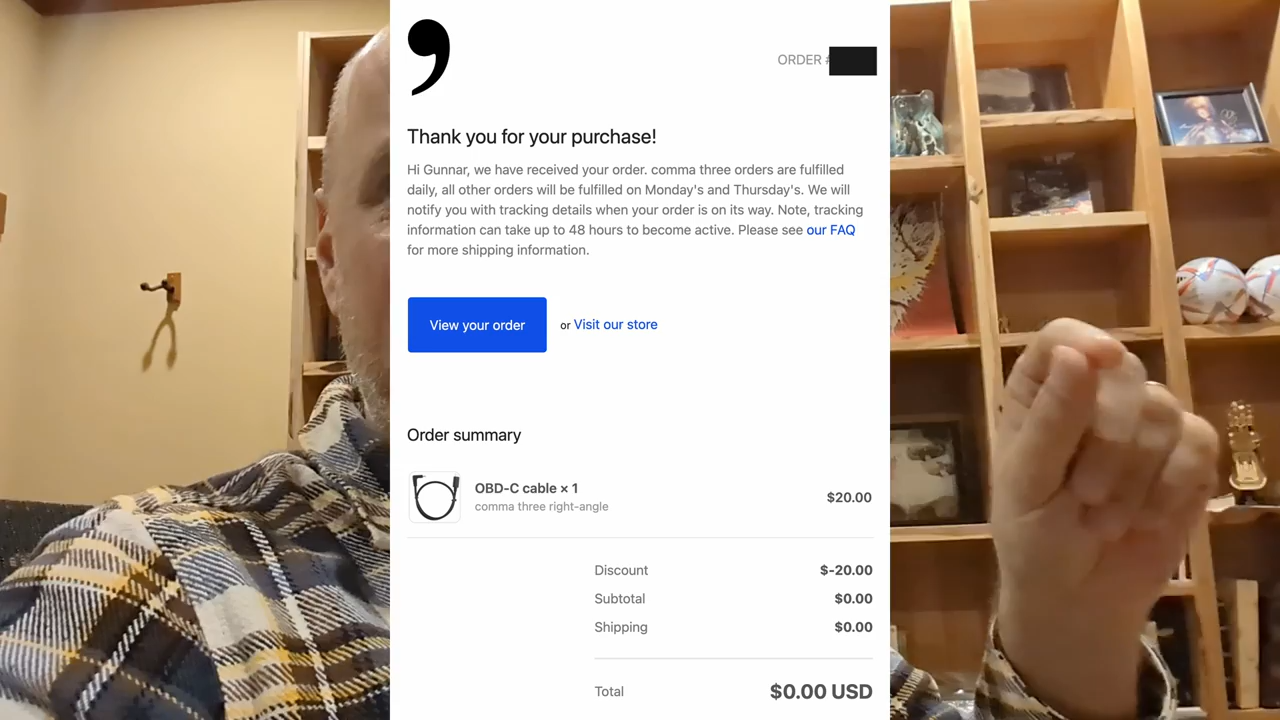 ORDER #
Thank you for your purchase!
Hi Gunnar, we have received your order. comma three orders are fulfilled
daily, all other orders will be fulfilled on Monday's and Thursday's. We will
notify you with tracking details when your order is on its way. Note, tracking
information can take up to 48 hours to become active. Please see our FAQ
for more shipping information.
View your order or Visit our store
Order summary
OBD-C cable × 1
comma three right-angle
$20.00
Discount $-20.00
Subtotal $0.00
Shipping $0.00
Total $0.00 USD